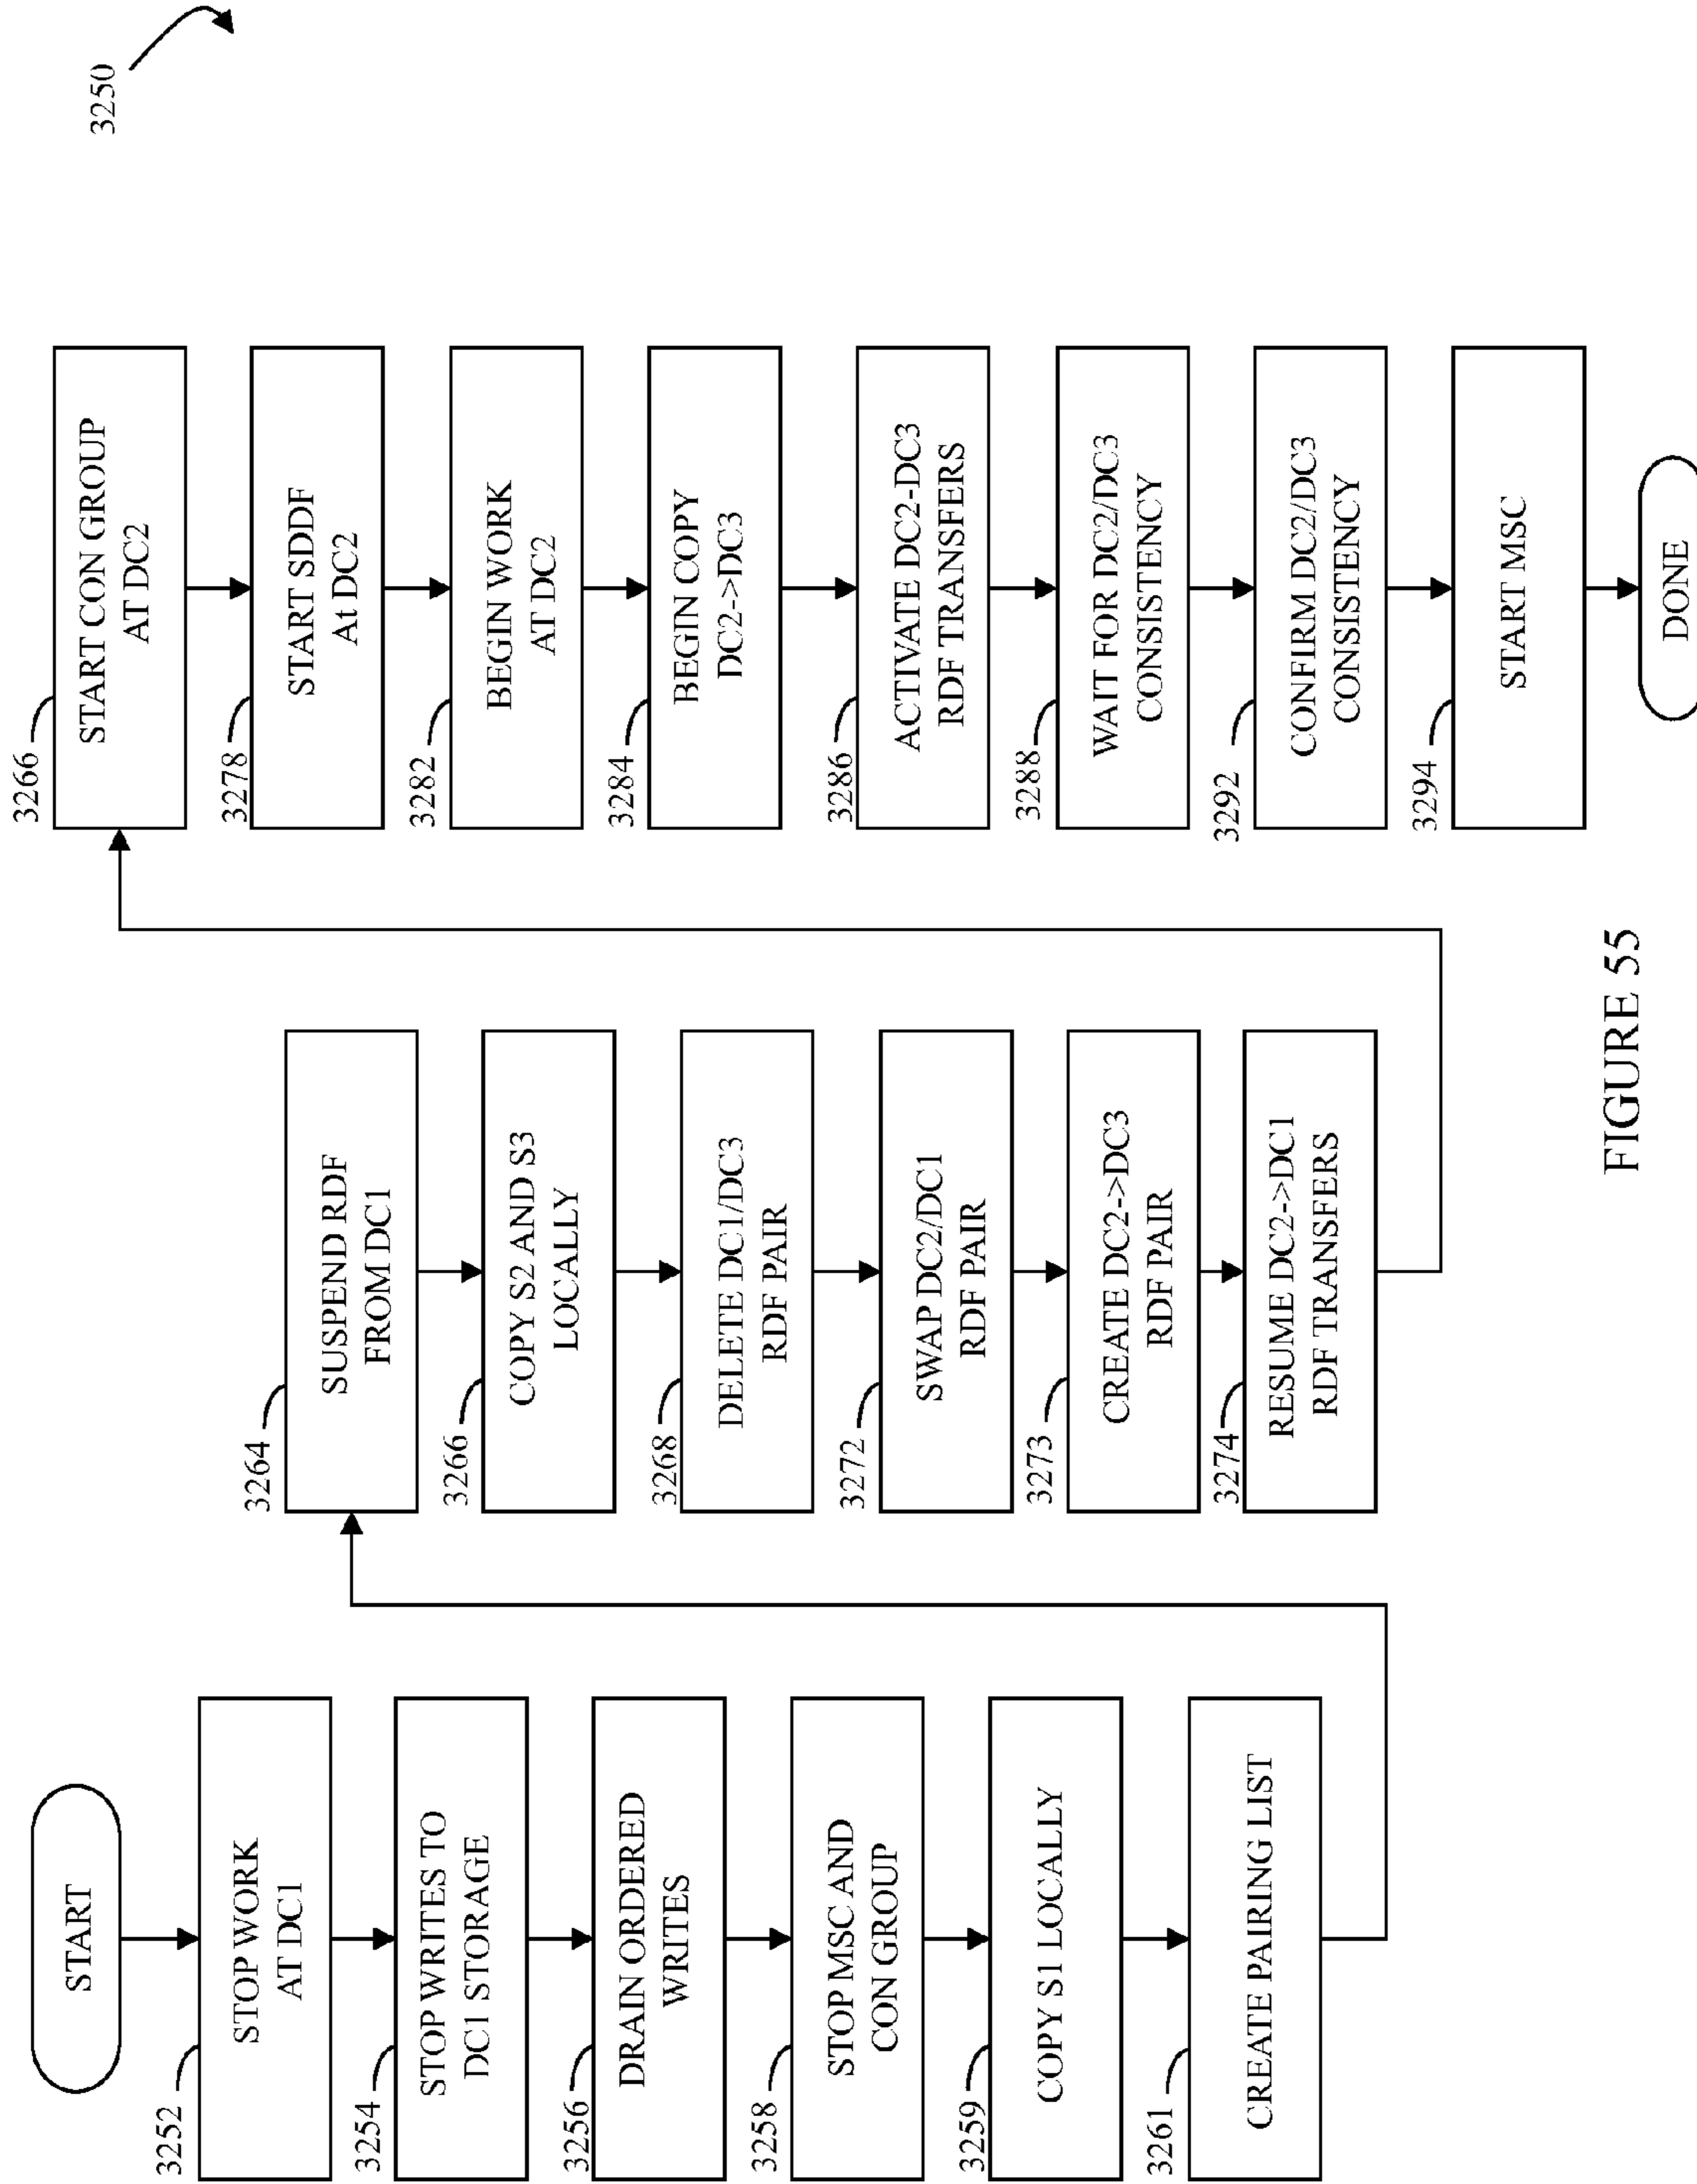 3250
START
3252
STOP WORK
AT DC1
3254
STOP WRITES TO
DC1 STORAGE
3256
DRAIN ORDERED
WRITES
3258
STOP MSC AND
CON GROUP
3259
COPY S1 LOCALLY
3261
CREATE PAIRING LIST
3264
SUSPEND RDF
FROM DC1
3266
COPY S2 AND S3
LOCALLY
3268
DELETE DC1/DC3
RDF PAIR
3272
SWAP DC2/DC1
RDF PAIR
3273
CREATE DC2->DC3
RDF PAIR
3274
RESUME DC2->DC1
RDF TRANSFERS
3266
START CON GROUP
AT DC2
3278
START SDDF
At DC2
3282
BEGIN WORK
AT DC2
3284
BEGIN COPY
DC2->DC3
3286
ACTIVATE DC2-DC3
RDF TRANSFERS
3288
WAIT FOR DC2/DC3
CONSISTENCY
3292
CONFIRM DC2/DC3
CONSISTENCY
3294
START MSC
DONE
FIGURE 55